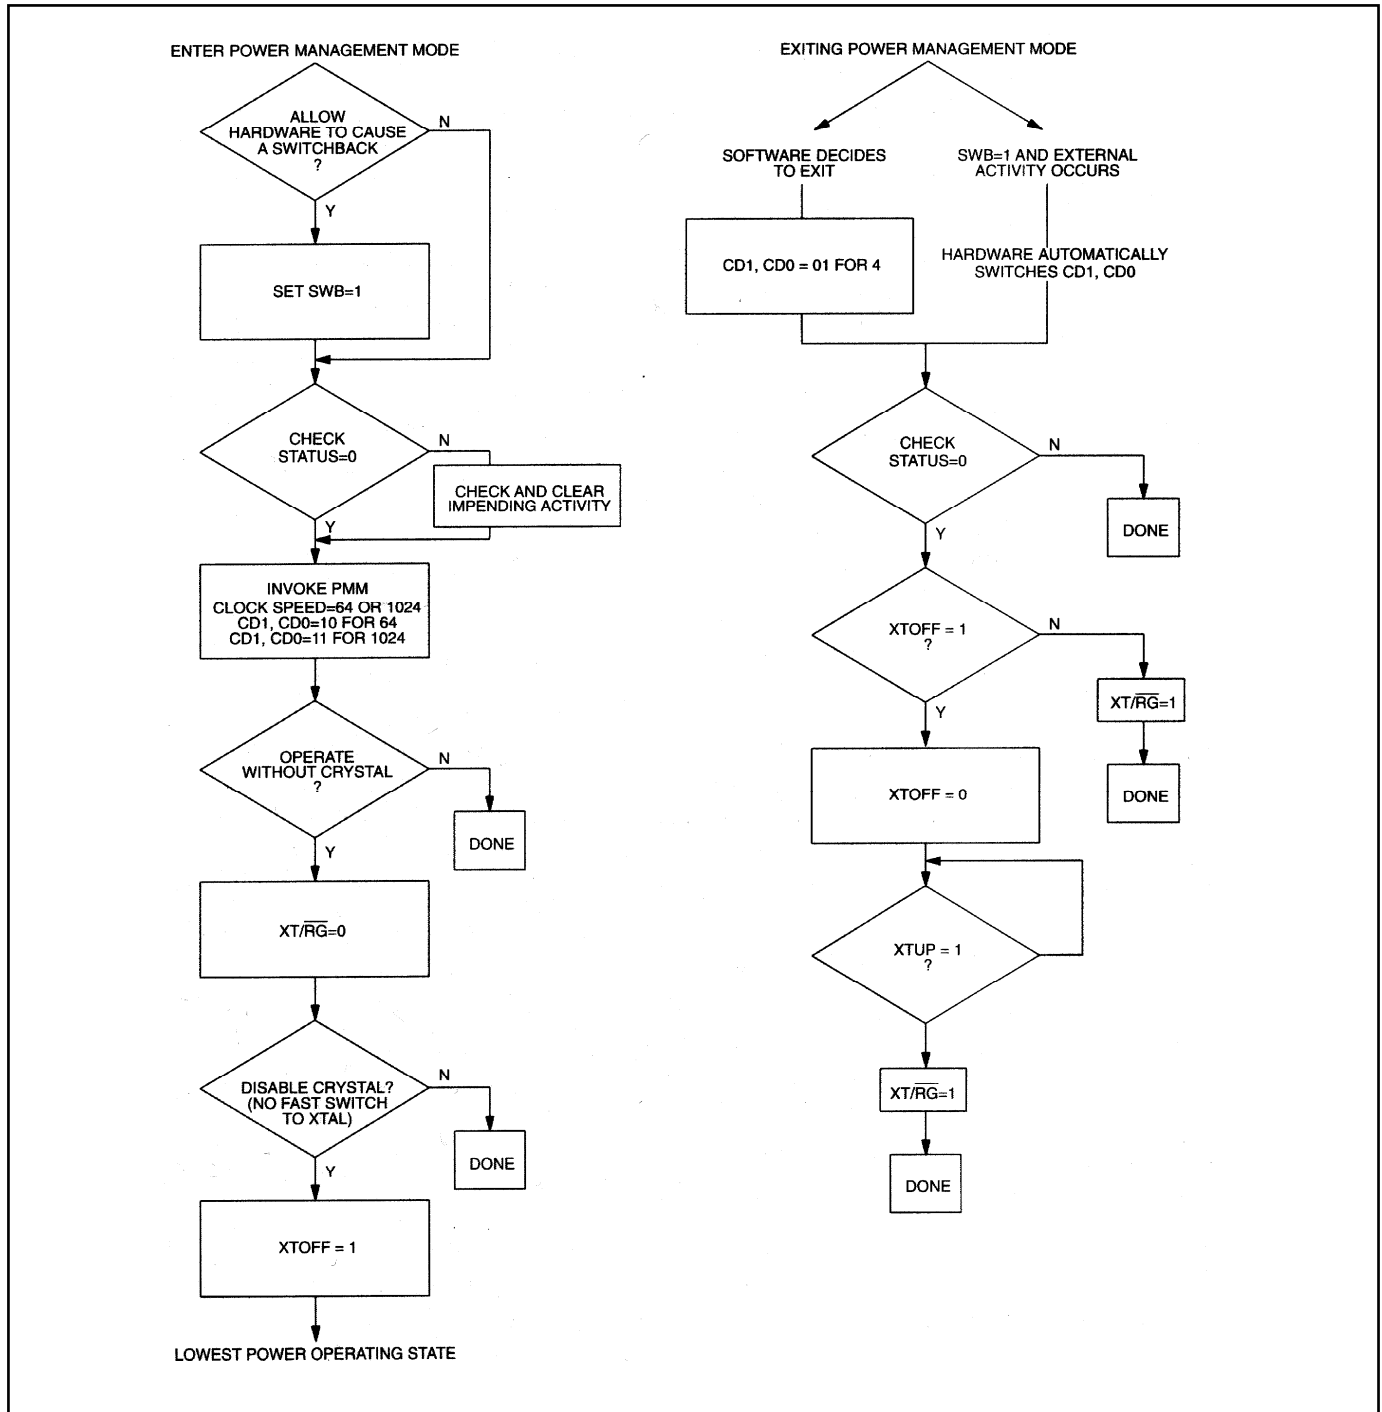 ENTER POWER MANAGEMENT MODE
ALLOW
HARDWARE TO CAUSE
A SWITCHBACK
?
N
Y
SET SWB=1
CHECK
STATUS=0
N
CHECK AND CLEAR
IMPENDING ACTIVITY
Y
INVOKE PMM
CLOCK SPEED=64 OR 1024
CD1, CD0=10 FOR 64
CD1, CD0=11 FOR 1024
OPERATE
WITHOUT CRYSTAL
?
N
DONE
Y
XT/R̅G̅=0
DISABLE CRYSTAL?
(NO FAST SWITCH
TO XTAL)
N
DONE
Y
XTOFF = 1
LOWEST POWER OPERATING STATE
EXITING POWER MANAGEMENT MODE
SOFTWARE DECIDES
TO EXIT
SWB=1 AND EXTERNAL
ACTIVITY OCCURS
CD1, CD0 = 01 FOR 4
HARDWARE AUTOMATICALLY
SWITCHES CD1, CD0
CHECK
STATUS=0
N
DONE
Y
XTOFF = 1
?
N
XT/R̅G̅=1
DONE
Y
XTOFF = 0
XTUP = 1
?
XT/R̅G̅=1
DONE